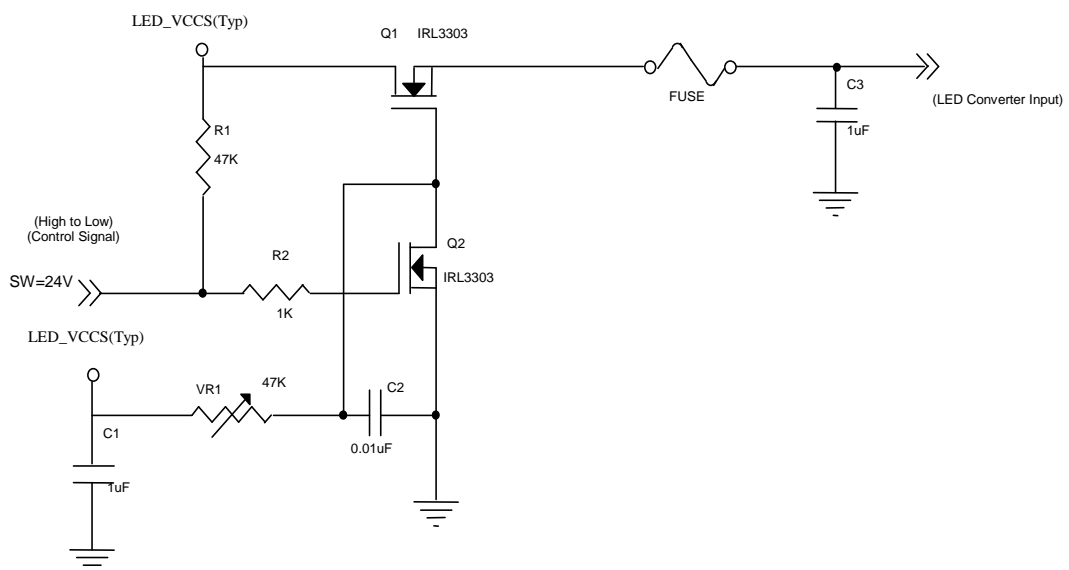 LED_VCCS(Typ)
Q1 IRL3303
FUSE
C3
1uF
(LED Converter Input)
R1
47K
(High to Low)
(Control Signal)
SW=24V
R2
1K
Q2
IRL3303
LED_VCCS(Typ)
VR1
47K
C2
0.01uF
C1
1uF